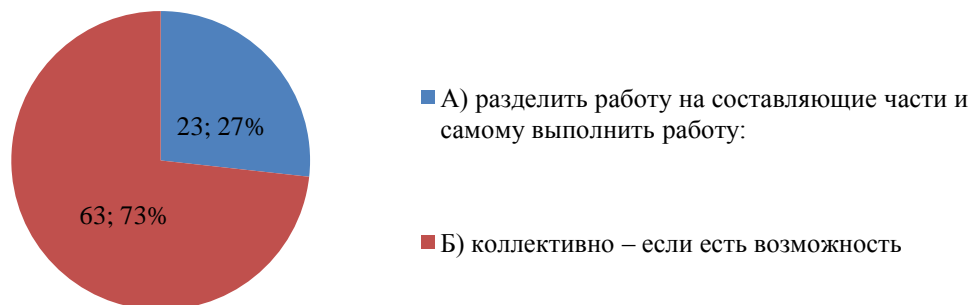 23; 27%
63; 73%
А) разделить работу на составляющие части и
самому выполнить работу:
Б) коллективно – если есть возможность